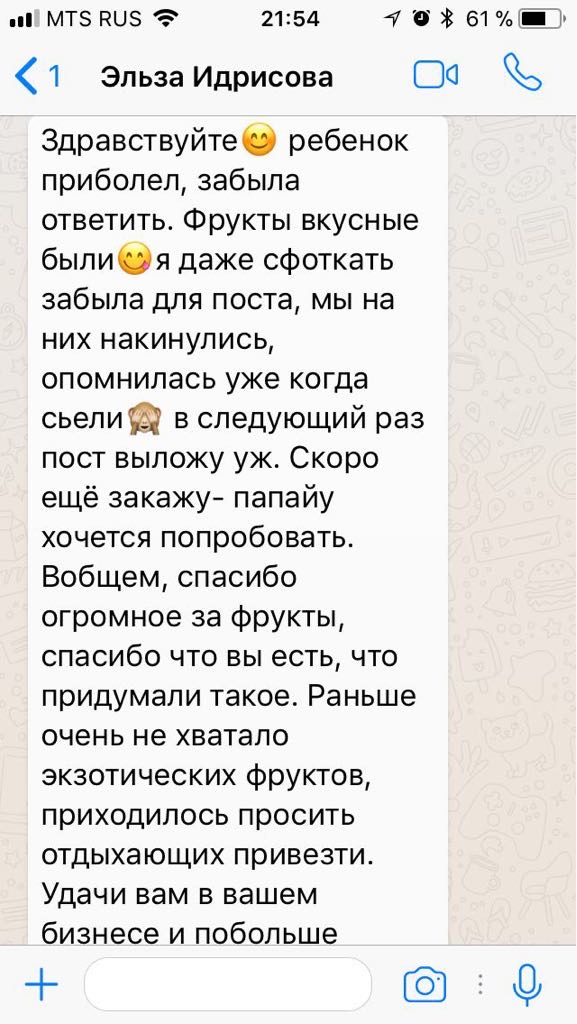 MTS RUS 21:54 61 %
1 Эльза Идрисова
Здравствуйте😊 ребенок
приболел, забыла
ответить. Фрукты вкусные
были😋я даже сфоткать
забыла для поста, мы на
них накинулись,
опомнилась уже когда
сьели🙈 в следующий раз
пост выложу уж. Скоро
ещё закажу- папайу
хочется попробовать.
Вобщем, спасибо
огромное за фрукты,
спасибо что вы есть, что
придумали такое. Раньше
очень не хватало
экзотических фруктов,
приходилось просить
отдыхающих привезти.
Удачи вам в вашем
бизнесе и побольше